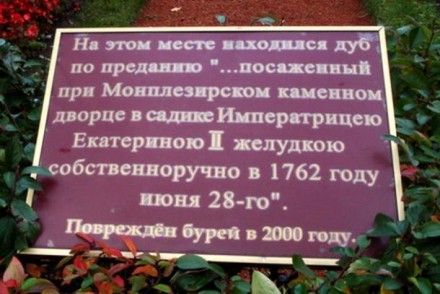 На этом месте находился дуб
по преданию "...посаженный
при Монплезирском каменном
дворце в садике Императрицею
Екатериною II желудкою
собственноручно в 1762 году
июня 28-го".
Повреждён бурей в 2000 году.